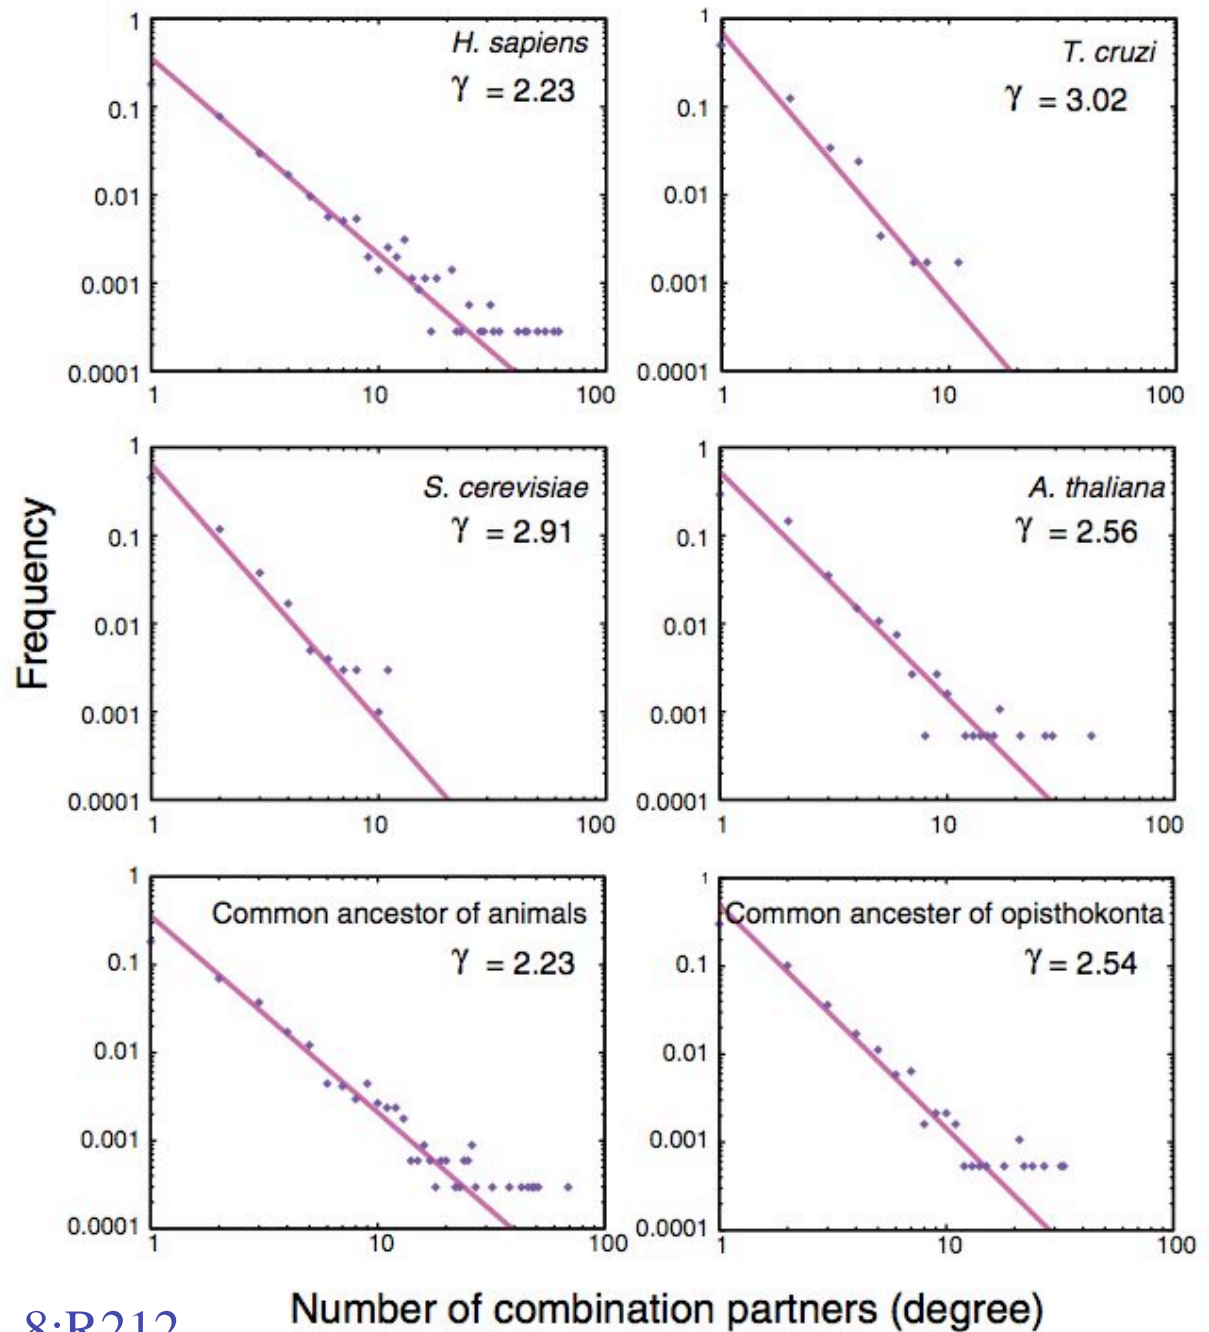 Frequency
1
0.1
0.01
0.001
0.0001
1 10 100
H. sapiens
γ = 2.23
1
0.1
0.01
0.001
0.0001
1 10 100
T. cruzi
γ = 3.02
1
0.1
0.01
0.001
0.0001
1 10 100
S. cerevisiae
γ = 2.91
1
0.1
0.01
0.001
0.0001
1 10 100
A. thaliana
γ = 2.56
1
0.1
0.01
0.001
0.0001
1 10 100
Common ancestor of animals
γ = 2.23
1
0.1
0.01
0.001
0.0001
1 10 100
Common ancester of opisthokonta
γ = 2.54
Number of combination partners (degree)
8:R212